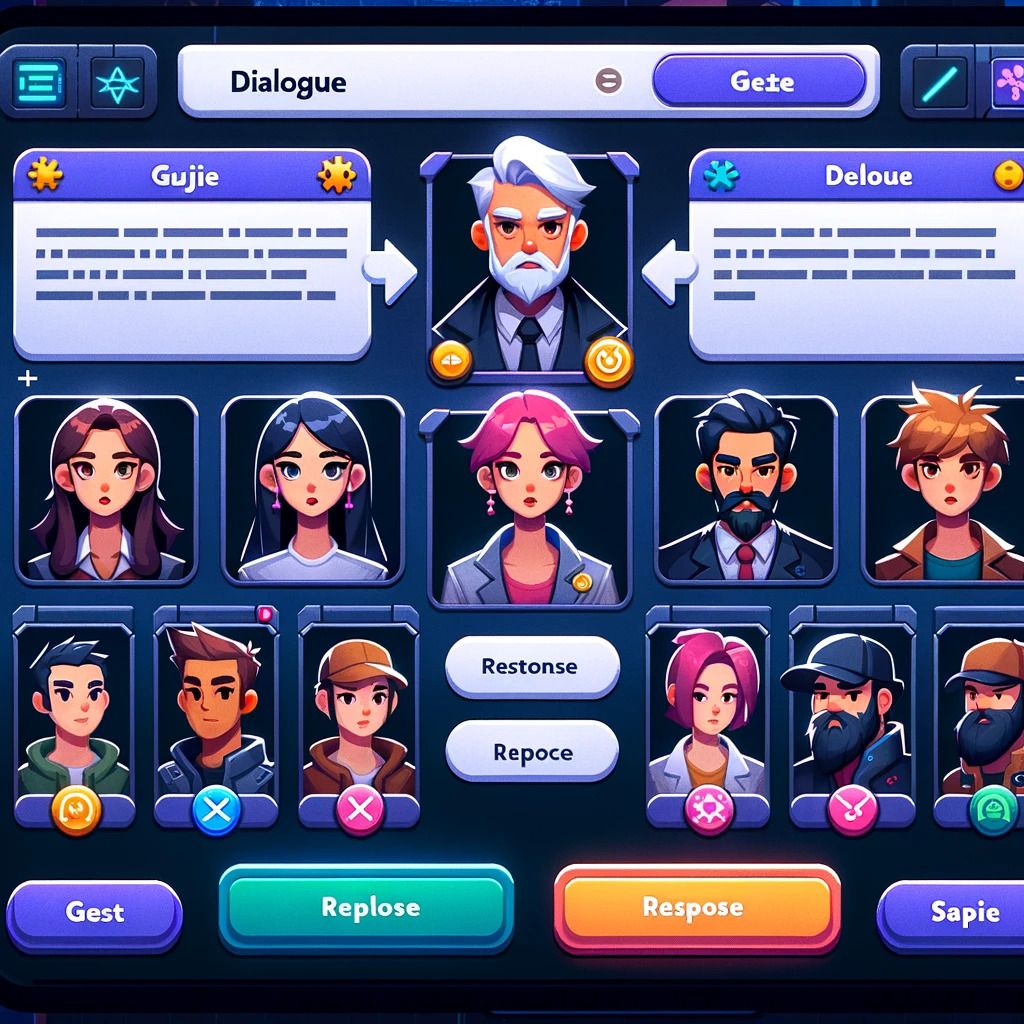 Dialogue
Gete
Gujie
Deloue
Restonse
Repoce
Gest
Replose
Respose
Sapie